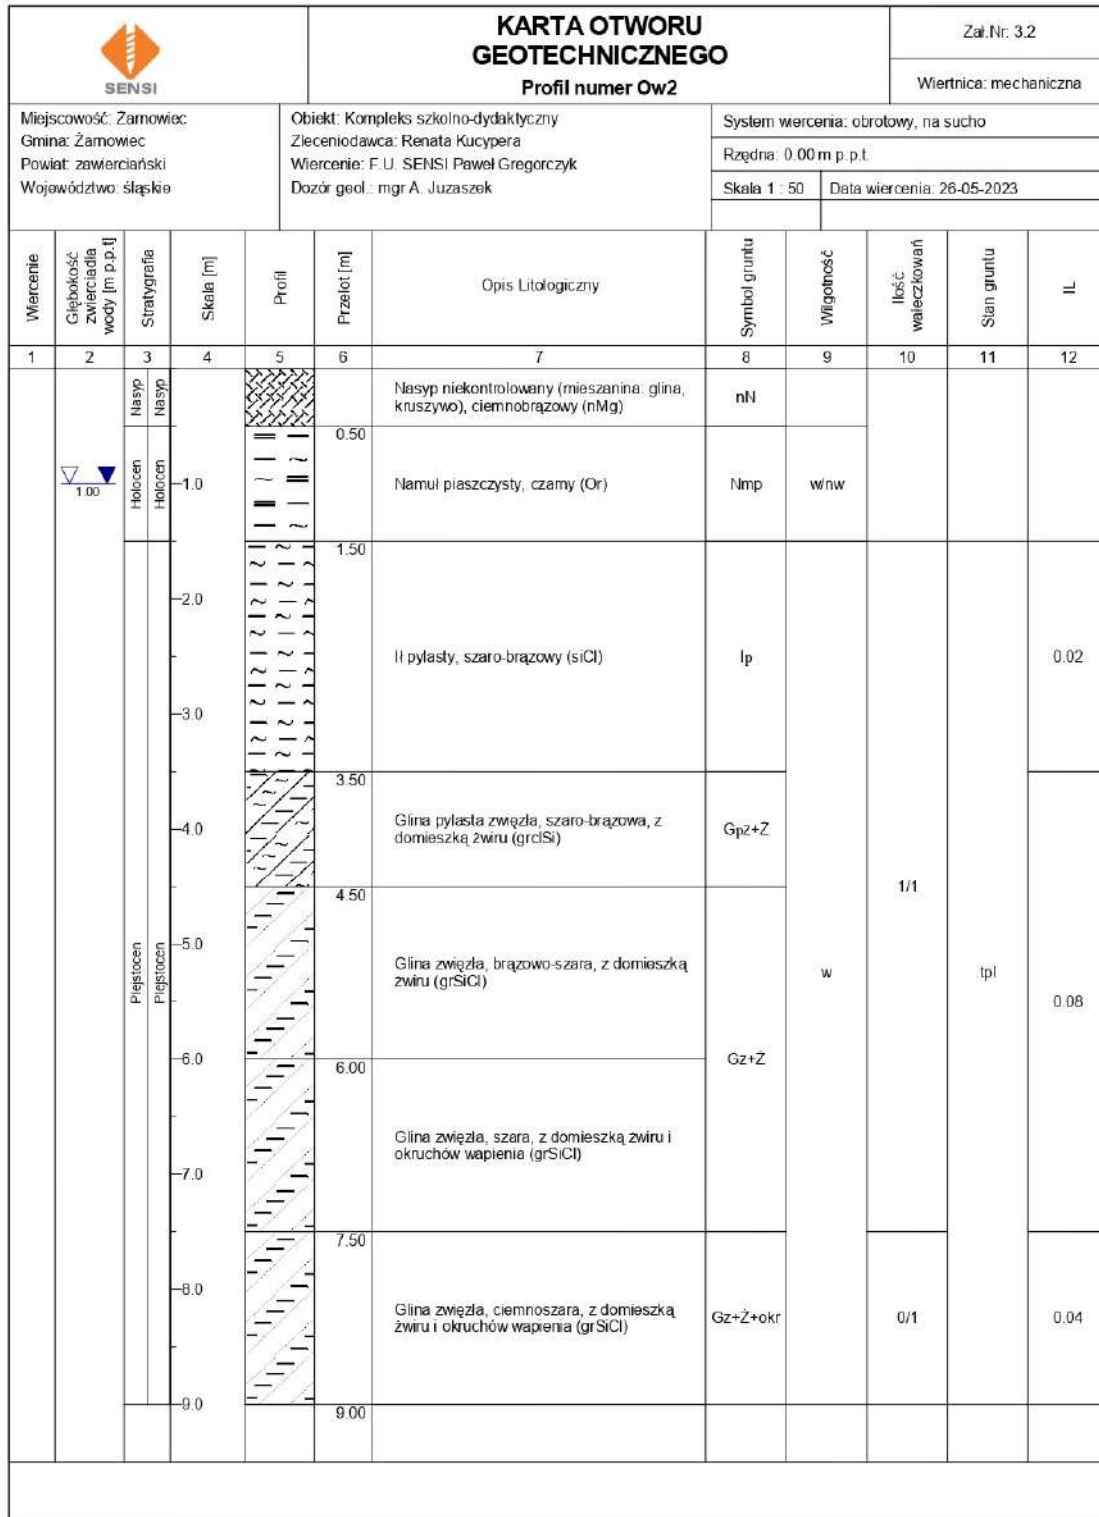 SENSI
KARTA OTWORU
GEOTECHNICZNEGO
Profil numer Ow2
Zał.Nr: 3.2
Wiertnica: mechaniczna
Miejscowość: Żarnowiec
Gmina: Żarnowiec
Powiat: zawierciański
Województwo: śląskie
Obiekt: Kompleks szkolno-dydaktyczny
Zleceniodawca: Renata Kucypera
Wiercenie: F.U. SENSI Paweł Gregorczyk
Dozór geol.: mgr A. Juzaszek
System wiercenia: obrotowy, na sucho
Rzędna: 0.00 m p.p.t.
Skala 1 : 50 Data wiercenia: 26-05-2023
Wiercenie
Głębokość
zwierciadła
wody [m p.p.t]
Stratygrafia
Skala [m]
Profil
Przelot [m]
Opis Litologiczny
Symbol gruntu
Wilgotność
Ilość
wałeczkowań
Stan gruntu
IL
1 2 3 4 5 6 7 8 9 10 11 12
Nasyp Nasyp
Nasyp niekontrolowany (mieszanina: glina,
kruszywo), ciemnobrązowy (nMg)
nN
0.50
1.00
Holocen Holocen
1.0
Namuł piaszczysty, czarny (Or)
Nmp
w/nw
1.50
2.0
Ił pylasty, szaro-brązowy (siCl)
Ip
0.02
3.0
3.50
4.0
Glina pylasta zwięzła, szaro-brązowa, z
domieszką żwiru (grclSi)
Gpz+Ż
4.50
1/1
5.0
Plejstocen Plejstocen
Glina zwięzła, brązowo-szara, z domieszką
żwiru (grSiCl)
w
tpl
0.08
6.0
6.00
Gz+Ż
Glina zwięzła, szara, z domieszką żwiru i
okruchów wapienia (grSiCl)
7.0
7.50
8.0
Glina zwięzła, ciemnoszara, z domieszką
żwiru i okruchów wapienia (grSiCl)
Gz+Ż+okr
0/1
0.04
9.0
9.00